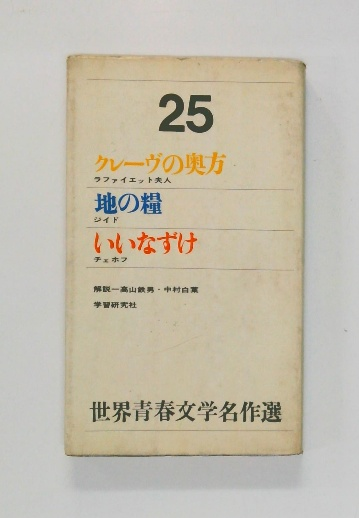 25
クレーヴの奥方
ラファイエット夫人
地の糧
ジイド
いいなずけ
チェホフ
解説―高山鉄男・中村白葉
学習研究社
世界青春文学名作選